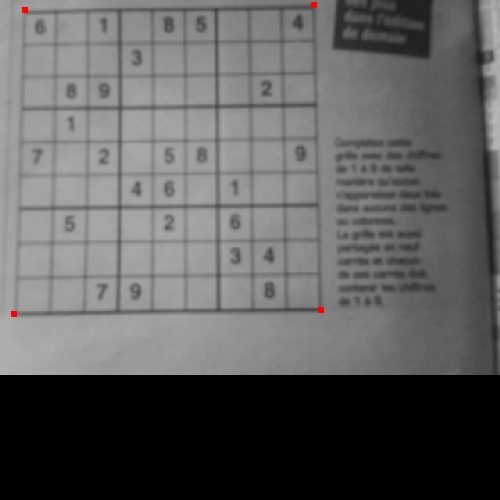 6 1 8 5 4
3
8 9 2
1
7 2 5 8 9
4 6 1
5 2 6
3 4
7 9 8
dans l'édition
de demain
Complétez cette
grille avec des chiffres
de 1 à 9 de telle
manière qu'aucun
n'apparaisse deux fois
dans aucune des lignes
ou colonnes.
La grille est aussi
partagée en neuf
carrés et chacun
de ces carrés doit
contenir les chiffres
de 1 à 9.